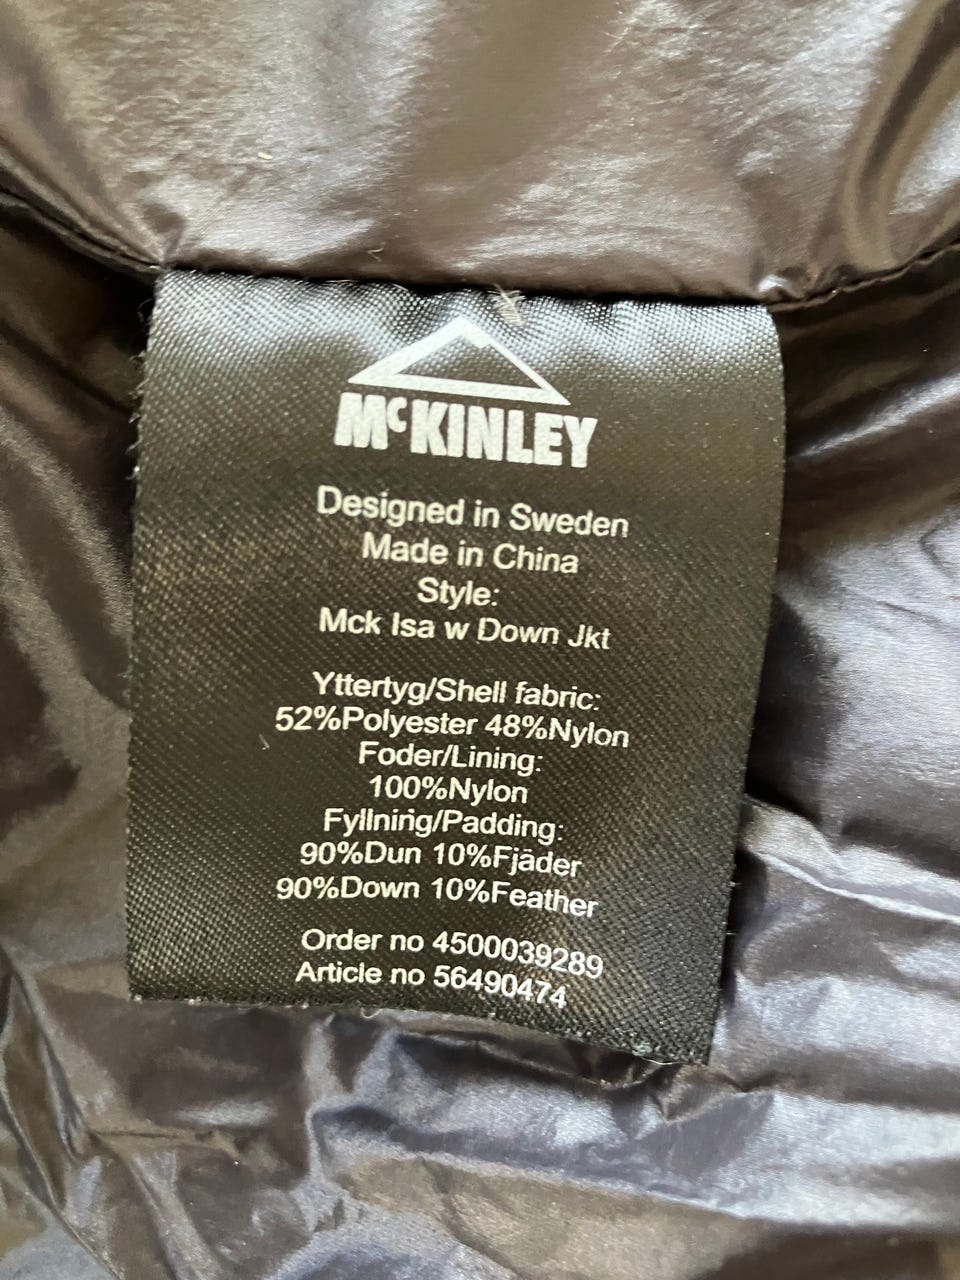 McKINLEY
Designed in Sweden
Made in China
Style:
Mck Isa w Down Jkt
Yttertyg/Shell fabric:
52%Polyester 48%Nylon
Foder/Lining:
100%Nylon
Fyllning/Padding:
90%Dun 10%Fjäder
90%Down 10%Feather
Order no 4500039289
Article no 56490474